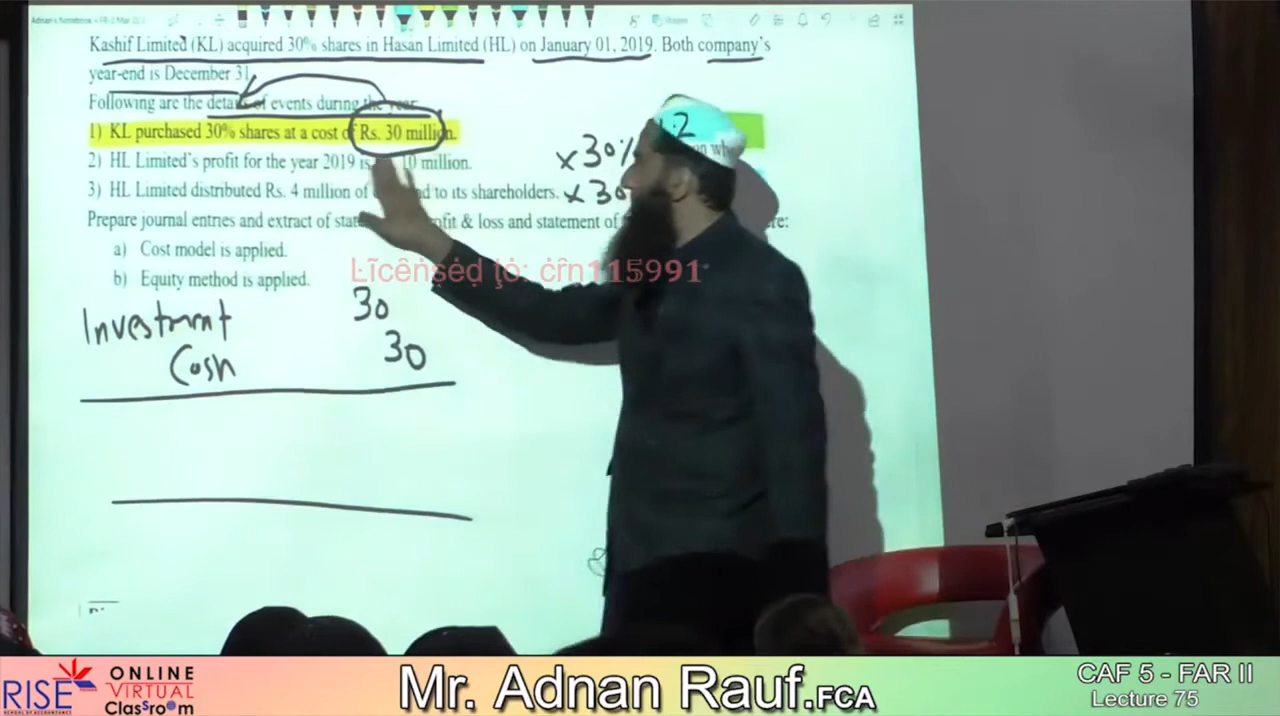 Kashif Limited (KL) acquired 30% shares in Hasan Limited (HL) on January 01, 2019. Both company's
year-end is December 31
Following are the details of events during the year
1) KL purchased 30% shares at a cost of Rs. 30 million.
2) HL Limited's profit for the year 2019 is 10 million. x30%
3) HL Limited distributed Rs. 4 million of to its shareholders. x30
Prepare journal entries and extract of profit & loss and statement of
a) Cost model is applied.
b) Equity method is applied.
Lĩcêṅṣẹd ţọ: ċṙṇ115991
Investment 30
Cash 30
RISE
SCHOOL OF ACCOUNTANCY
ONLINE
VIRTUAL
ClasSroom
Mr. Adnan Rauf.FCA
CAF 5 - FAR II
Lecture 75